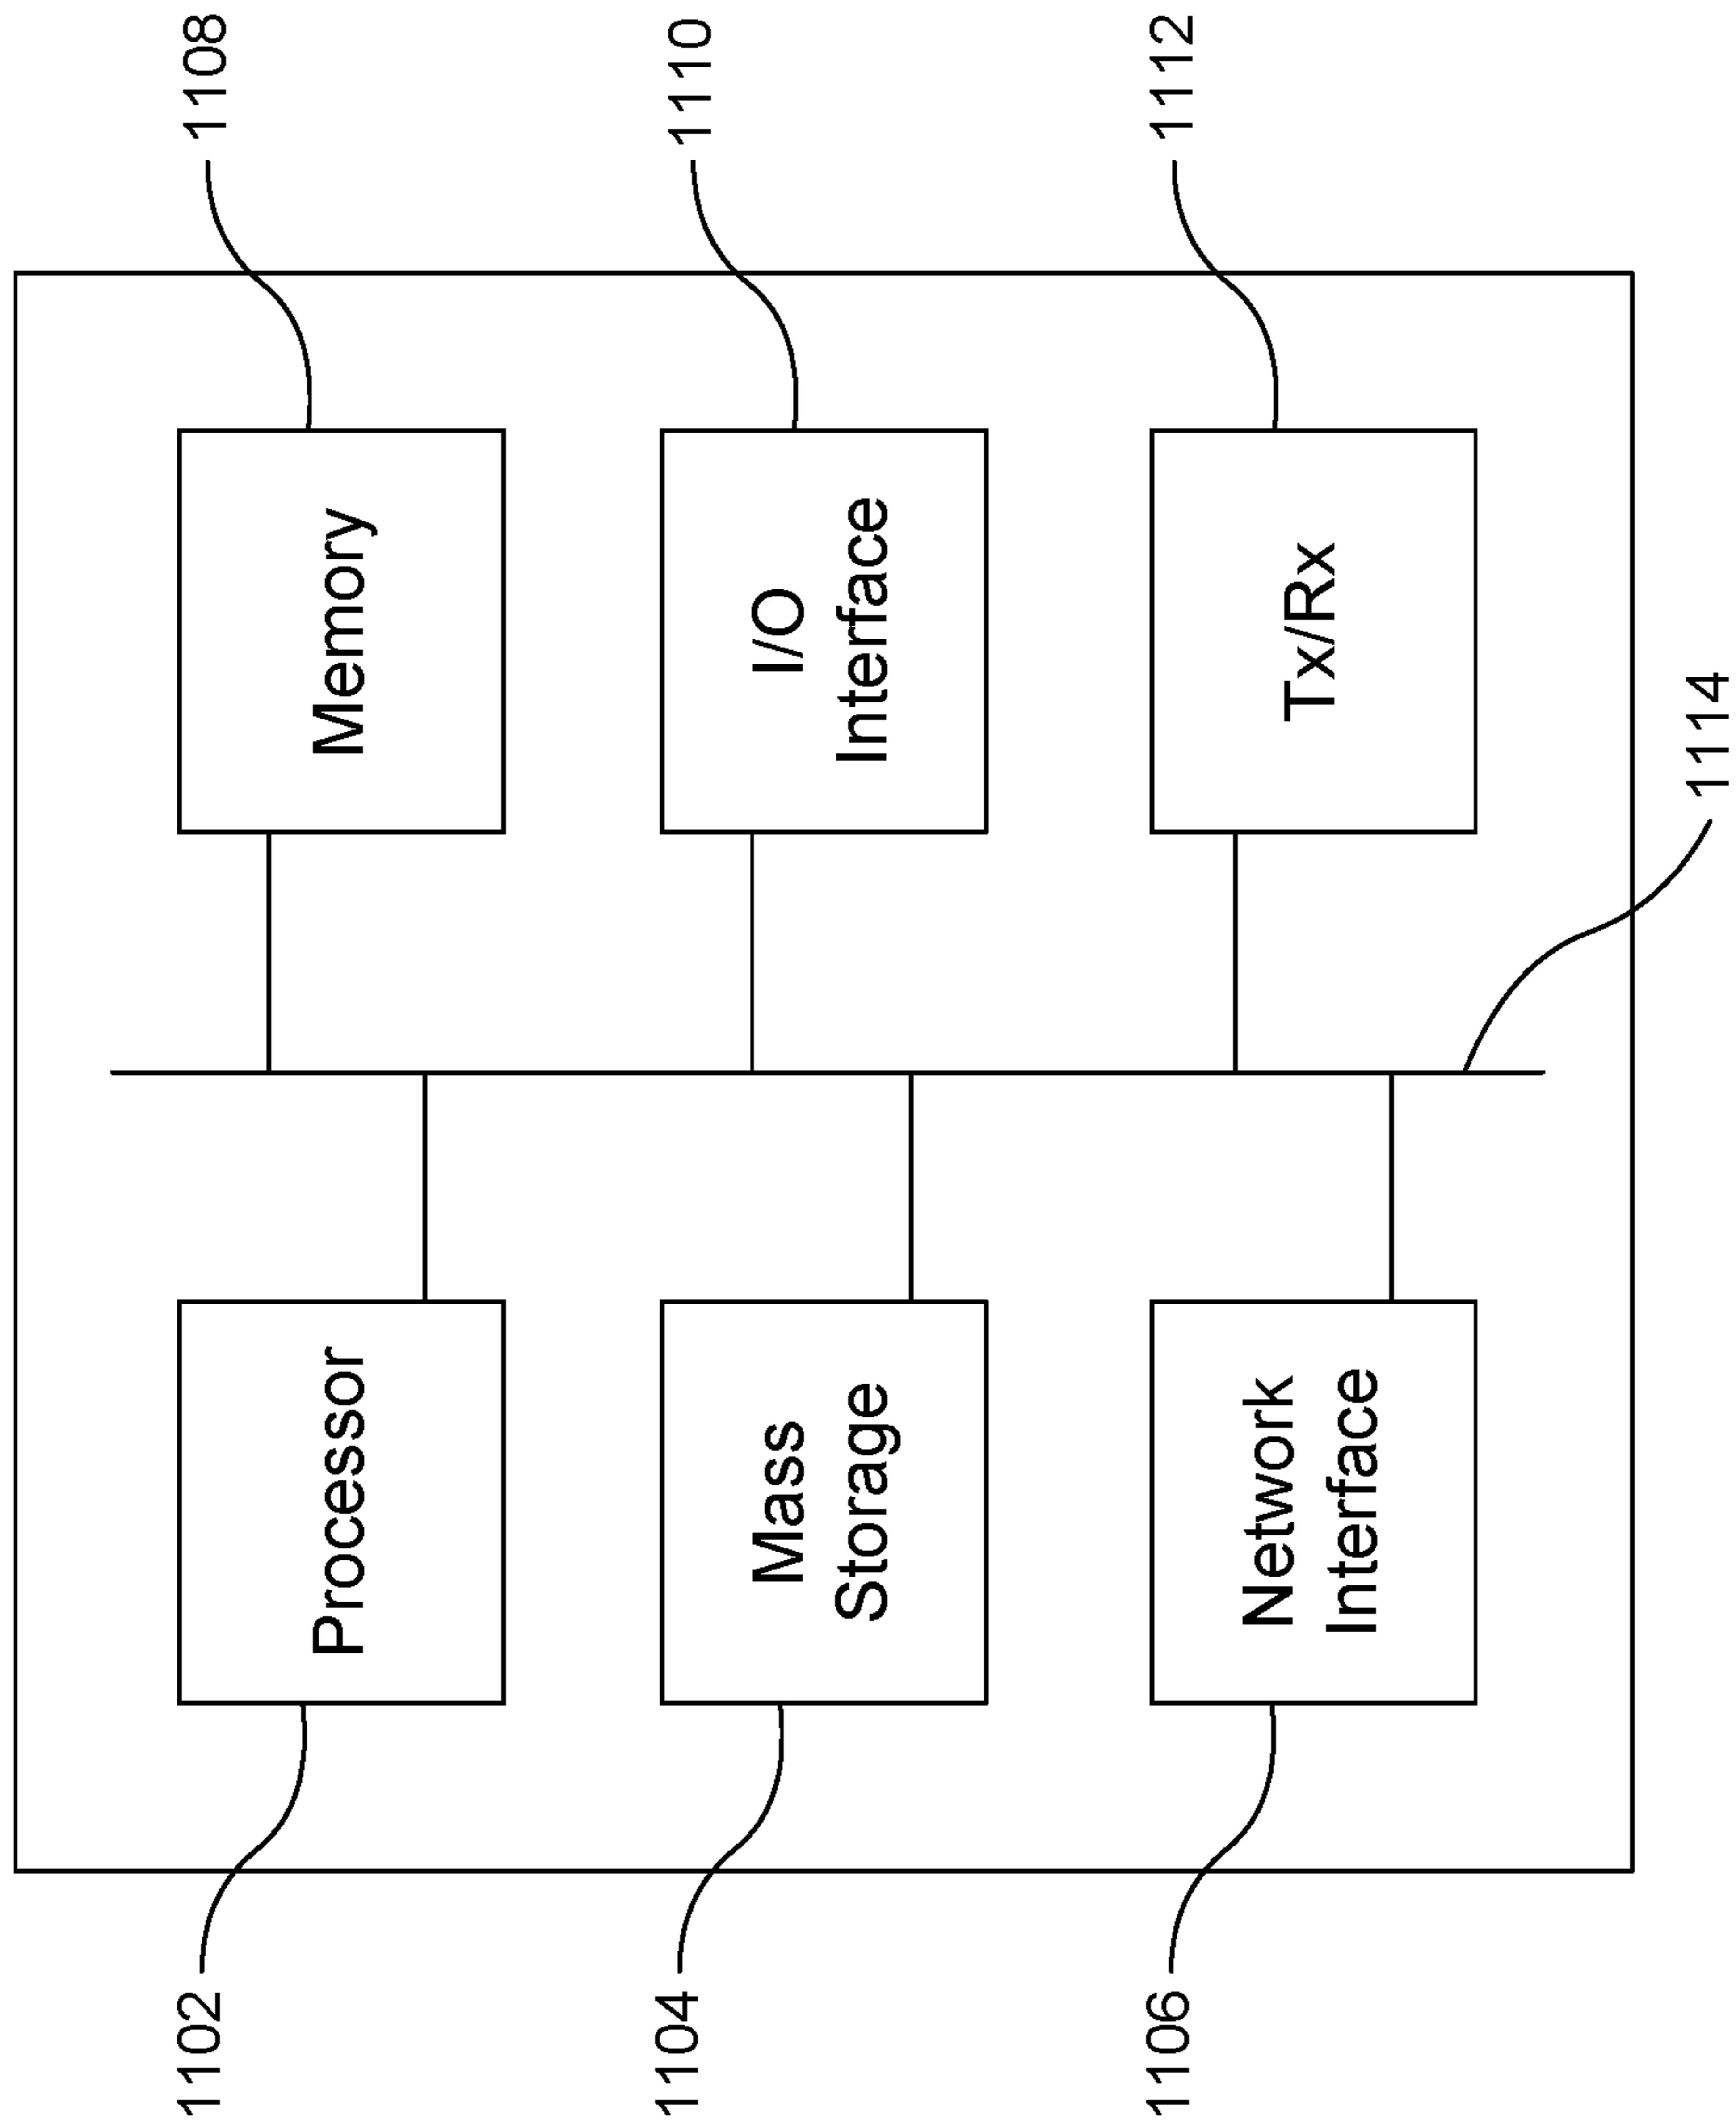 1102
Processor
Memory
1108
1104
Mass
Storage
I/O
Interface
1110
1106
Network
Interface
Tx/Rx
1112
1114